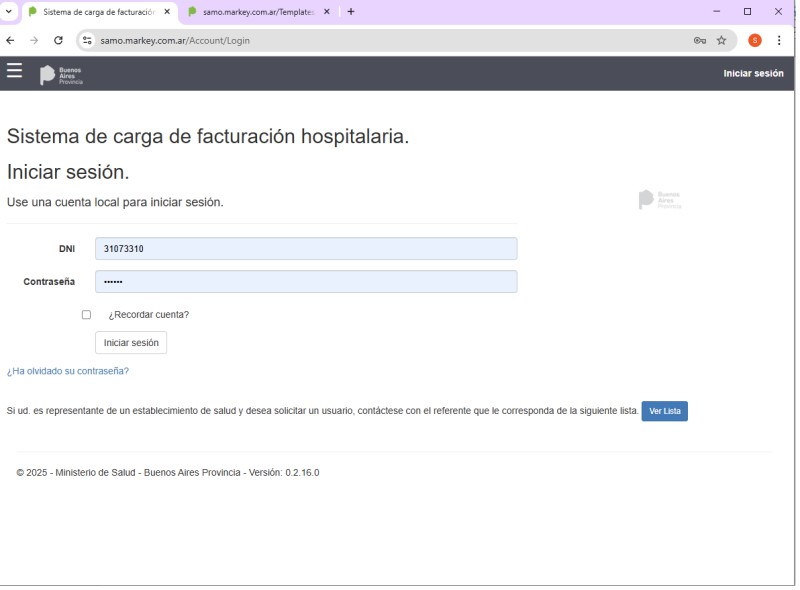 Sistema de carga de facturación
samo.markey.com.ar/Templates
samo.markey.com.ar/Account/Login
S
Buenos
Aires
Provincia
Iniciar sesión
Sistema de carga de facturación hospitalaria.
Iniciar sesión.
Use una cuenta local para iniciar sesión.
Buenos
Aires
Provincia
DNI
31073310
Contraseña
••••••
¿Recordar cuenta?
Iniciar sesión
¿Ha olvidado su contraseña?
Si ud. es representante de un establecimiento de salud y desea solicitar un usuario, contáctese con el referente que le corresponda de la siguiente lista. Ver Lista
© 2025 - Ministerio de Salud - Buenos Aires Provincia - Versión: 0.2.16.0